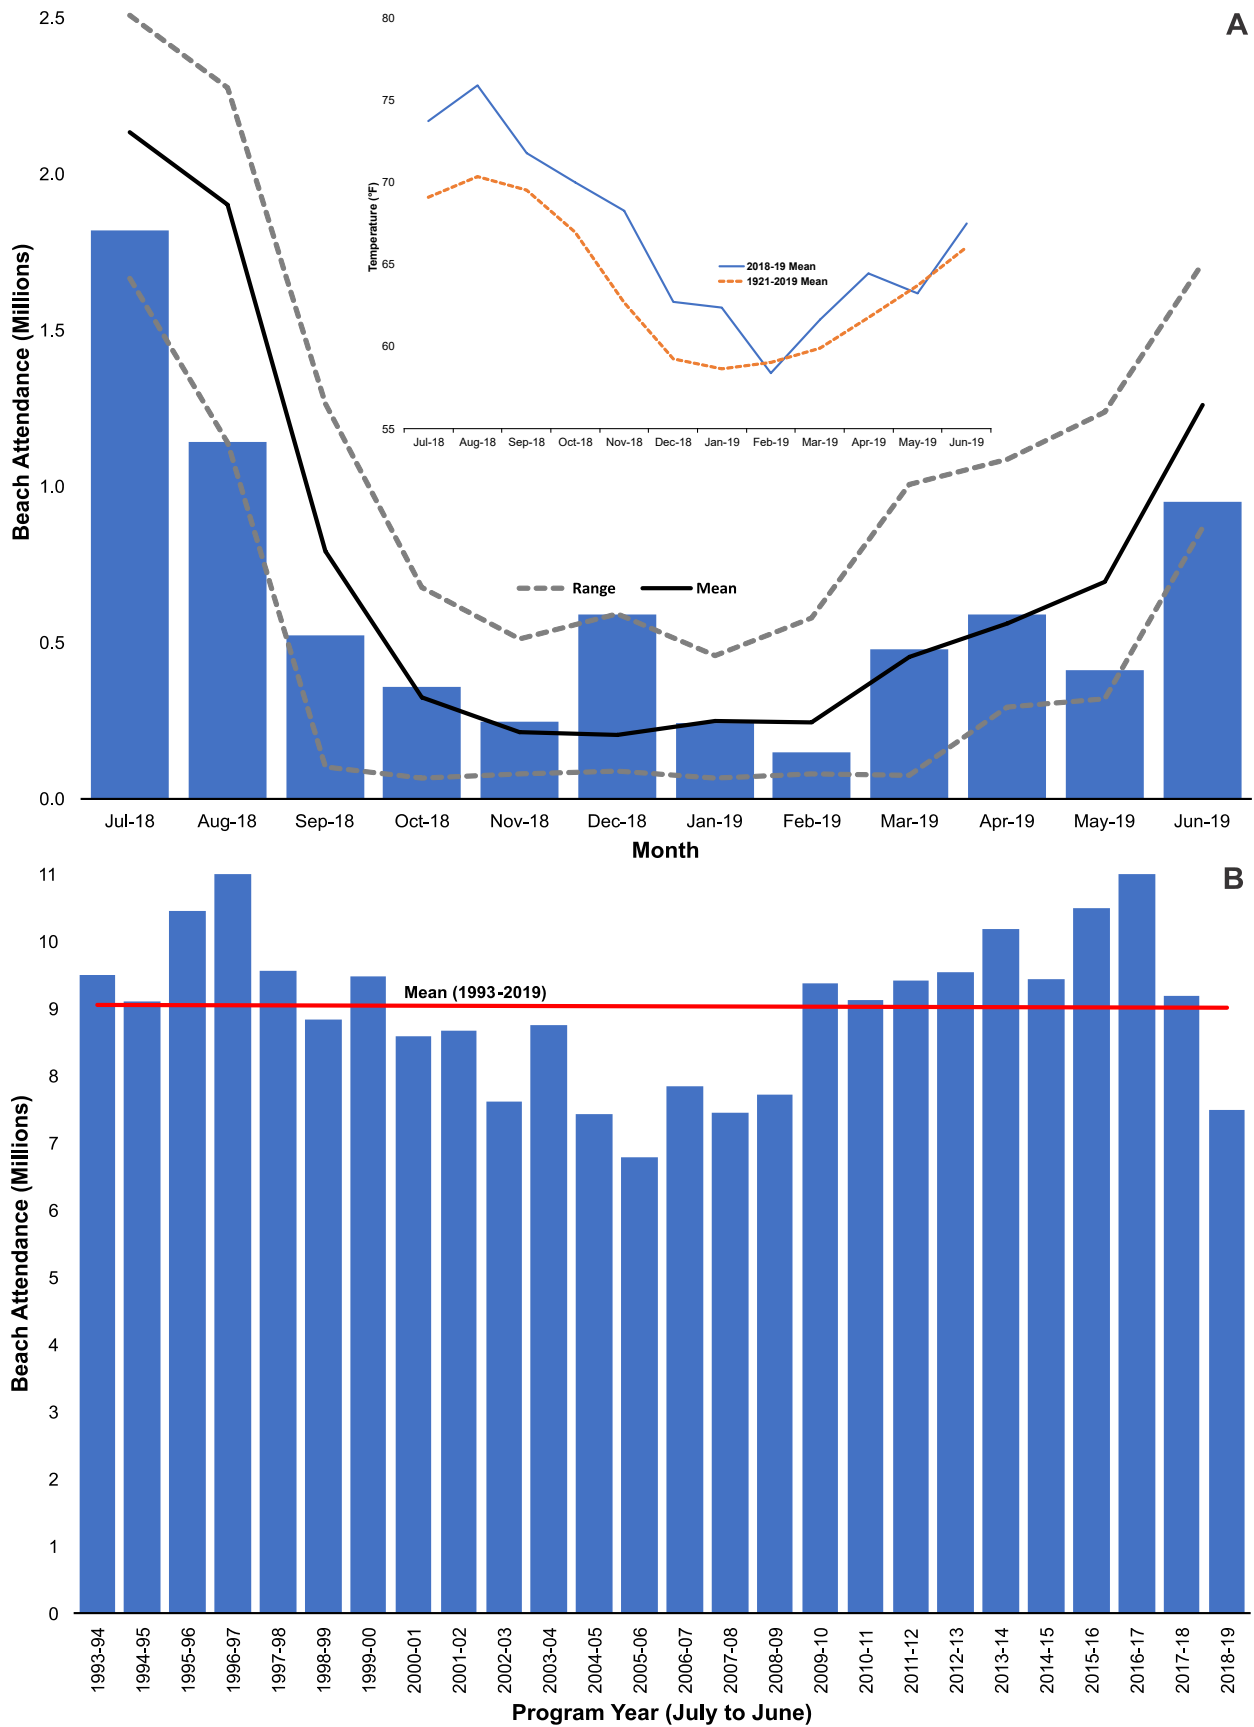 A
2.5
2.0
1.5
1.0
0.5
0.0
Beach Attendance (Millions)
80
75
70
65
60
55
Temperature (°F)
2018-19 Mean
1921-2019 Mean
Jul-18 Aug-18 Sep-18 Oct-18 Nov-18 Dec-18 Jan-19 Feb-19 Mar-19 Apr-19 May-19 Jun-19
Range Mean
Jul-18 Aug-18 Sep-18 Oct-18 Nov-18 Dec-18 Jan-19 Feb-19 Mar-19 Apr-19 May-19 Jun-19
Month
B
11
10
9
8
7
6
5
4
3
2
1
0
Beach Attendance (Millions)
Mean (1993-2019)
1993-94 1994-95 1995-96 1996-97 1997-98 1998-99 1999-00 2000-01 2001-02 2002-03 2003-04 2004-05 2005-06 2006-07 2007-08 2008-09 2009-10 2010-11 2011-12 2012-13 2013-14 2014-15 2015-16 2016-17 2017-18 2018-19
Program Year (July to June)